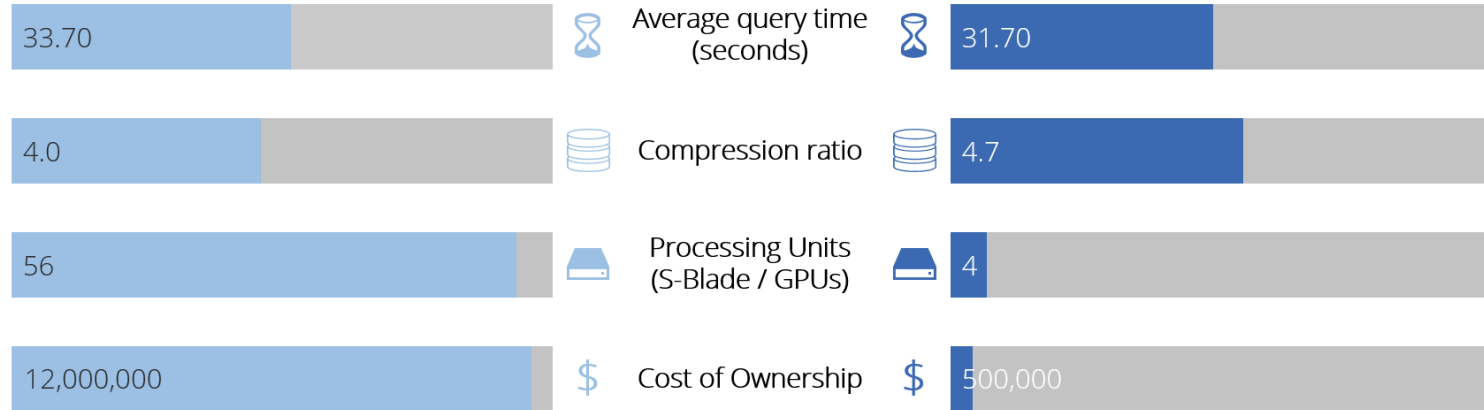 33.70
Average query time
(seconds)
31.70
4.0
Compression ratio
4.7
56
Processing Units
(S-Blade / GPUs)
4
12,000,000
$
Cost of Ownership
$
500,000